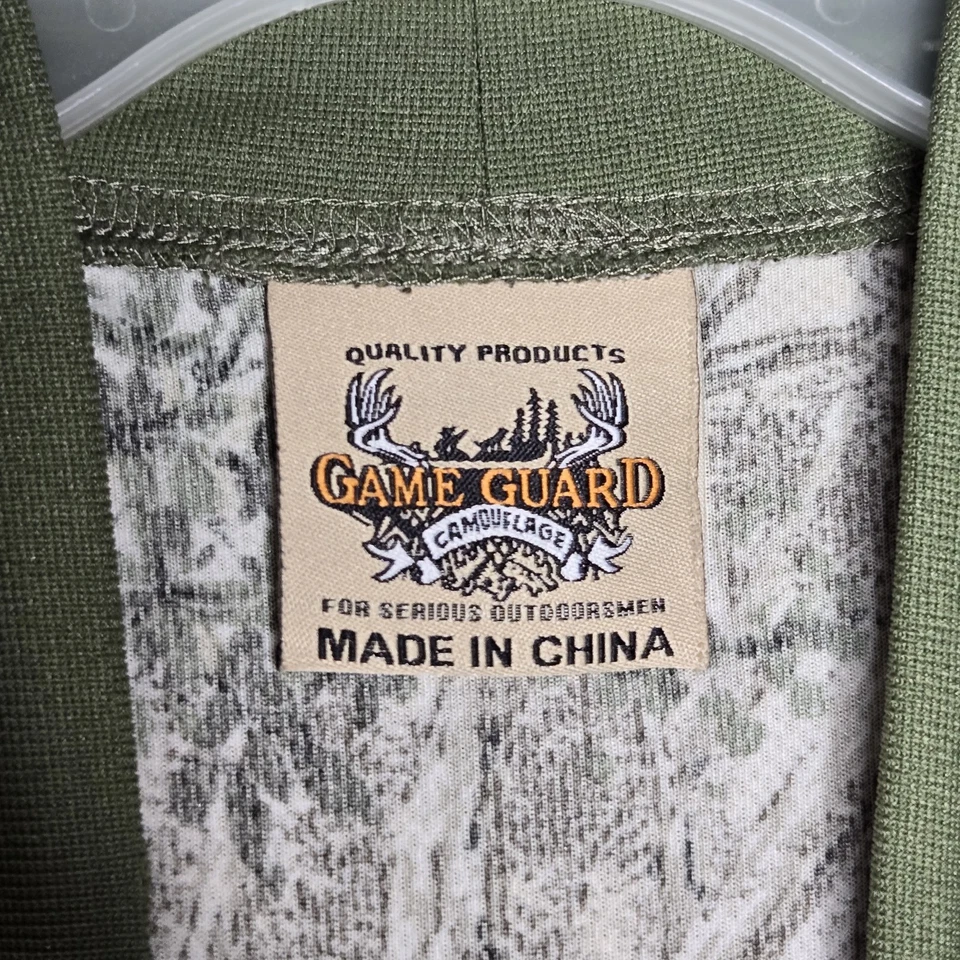 QUALITY PRODUCTS
GAME GUARD
CAMOUFLAGE
FOR SERIOUS OUTDOORSMEN
MADE IN CHINA